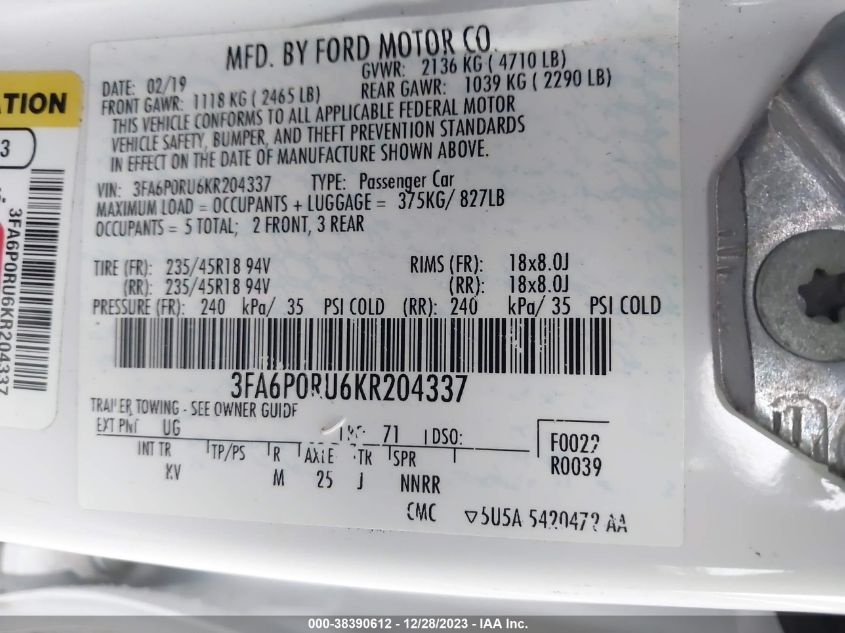 MFD. BY FORD MOTOR CO.
DATE: 02/19
GVWR: 2136 KG ( 4710 LB)
FRONT GAWR: 1118 KG ( 2465 LB)
REAR GAWR: 1039 KG ( 2290 LB)
THIS VEHICLE CONFORMS TO ALL APPLICABLE FEDERAL MOTOR
VEHICLE SAFETY, BUMPER, AND THEFT PREVENTION STANDARDS
IN EFFECT ON THE DATE OF MANUFACTURE SHOWN ABOVE.
VIN: 3FA6P0RU6KR204337 TYPE: Passenger Car
MAXIMUM LOAD = OCCUPANTS + LUGGAGE = 375KG/ 827LB
OCCUPANTS = 5 TOTAL; 2 FRONT, 3 REAR
TIRE (FR): 235/45R18 94V RIMS (FR): 18x8.0J
(RR): 235/45R18 94V (RR): 18x8.0J
PRESSURE (FR): 240 kPa/ 35 PSI COLD (RR): 240 kPa/ 35 PSI COLD
3FA6P0RU6KR204337
TRAILER TOWING - SEE OWNER GUIDE
EXT PNT UG 71 DSO: F0022
INT TR TP/PS R AXLE TR SPR R0039
KV M 25 J NNRR
CMC 5U5A 5420472 AA
3FA6P0RU6KR204337
000-38390612 - 12/28/2023 - IAA Inc.